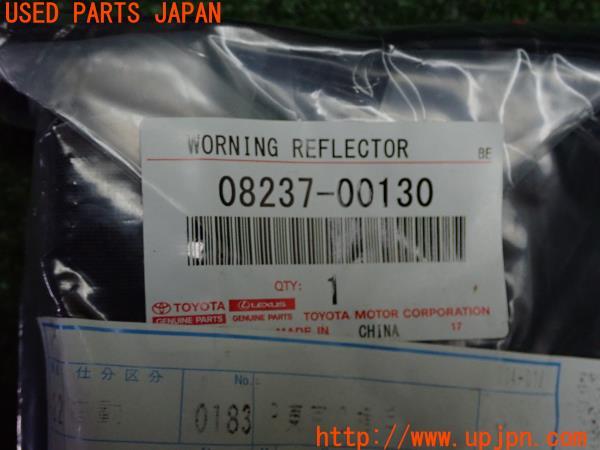 USED PARTS JAPAN
WORNING REFLECTOR BE
08237-00130
QTY: 1
TOYOTA LEXUS
GENUINE PARTS GENUINE PARTS TOYOTA MOTOR CORPORATION
MADE IN CHINA 17
仕分区分 No.
0183
http://www.upjpn.com